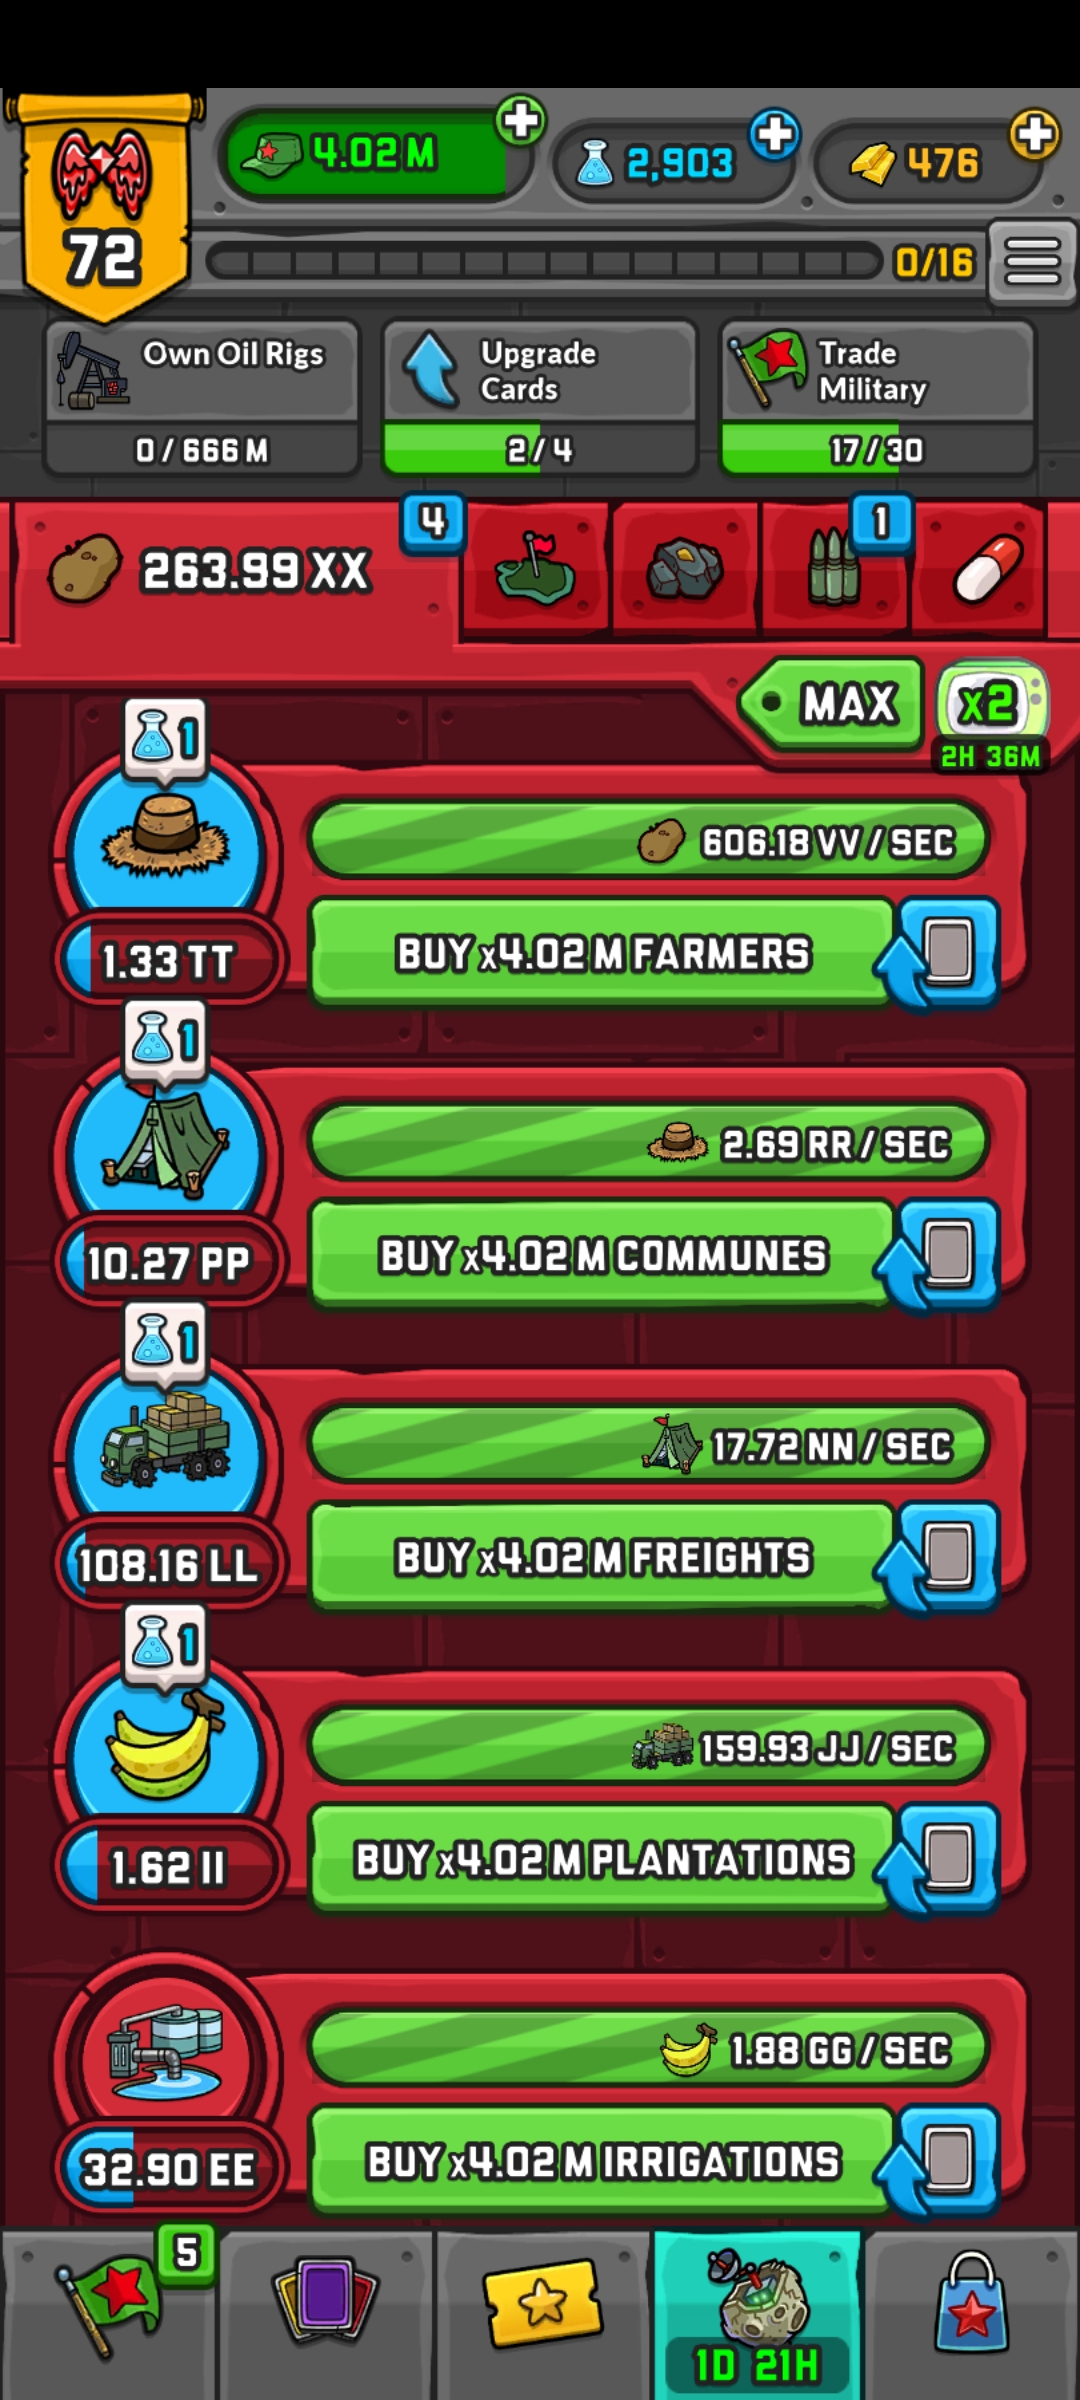 4.02 M
2,903
476
72
0/16
Own Oil Rigs
0 / 666 M
Upgrade
Cards
2 / 4
Trade
Military
17 / 30
263.99 XX
4
1
MAX
x2
2H 36M
1
606.18 VV / SEC
1.33 TT
BUY x4.02 M FARMERS
1
2.69 RR / SEC
10.27 PP
BUY x4.02 M COMMUNES
1
17.72 NN / SEC
108.16 LL
BUY x4.02 M FREIGHTS
1
159.93 JJ / SEC
1.62 II
BUY x4.02 M PLANTATIONS
1.88 GG / SEC
32.90 EE
BUY x4.02 M IRRIGATIONS
5
1D 21H